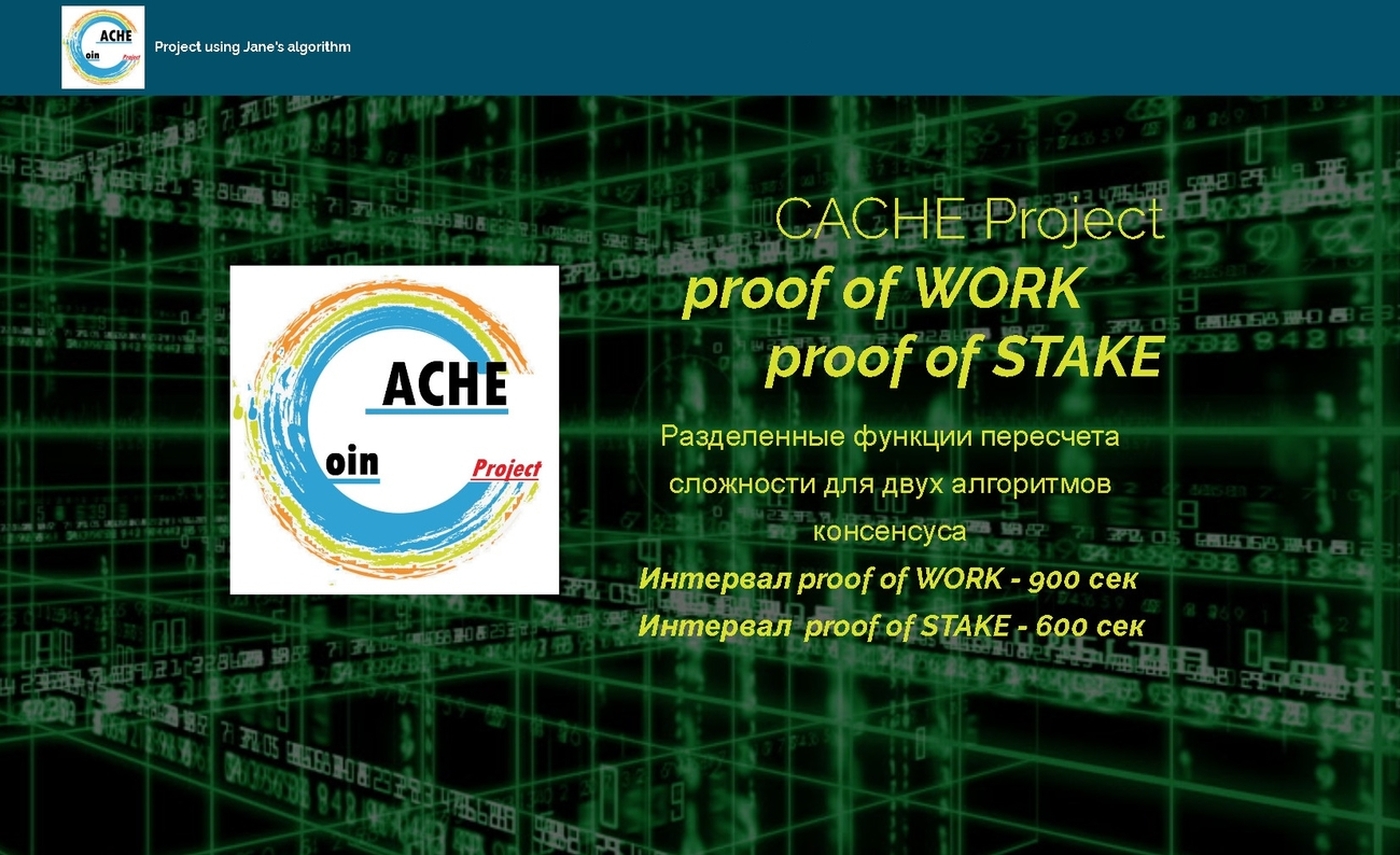 ACHE
oin
Project
Project using Jane's algorithm
CACHE Project
proof of WORK
proof of STAKE
ACHE
oin
Project
Разделенные функции пересчета
сложности для двух алгоритмов
консенсуса
Интервал proof of WORK - 900 сек
Интервал proof of STAKE - 600 сек